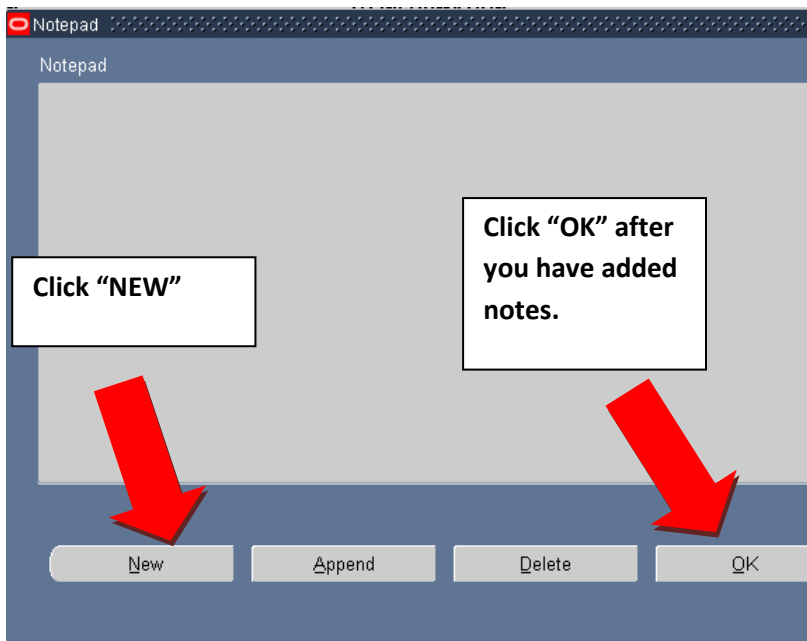 Notepad
Notepad
Click “OK” after
you have added
notes.
Click “NEW”
New Append Delete OK